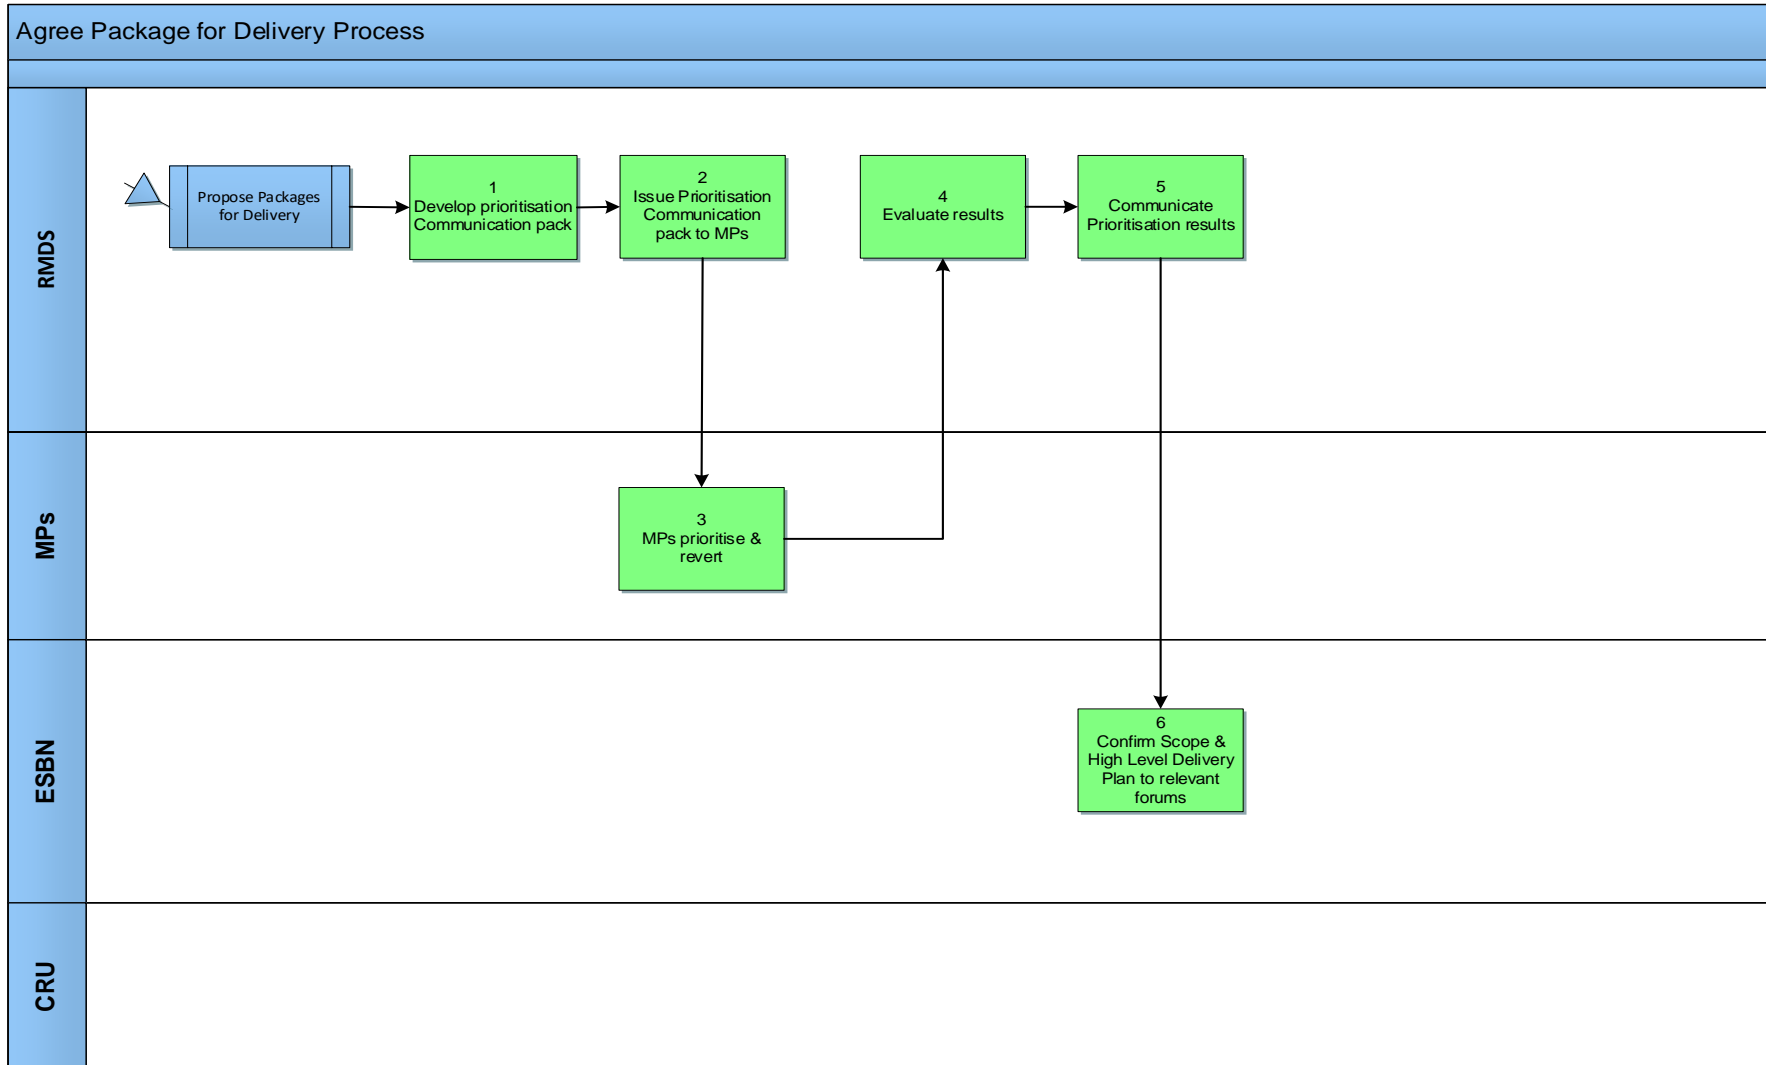 Agree Package for Delivery Process
RMDS
Propose Packages
for Delivery
1
Develop prioritisation
Communication pack
2
Issue Prioritisation
Communication
pack to MPs
4
Evaluate results
5
Communicate
Prioritisation results
MPs
3
MPs prioritise &
revert
ESBN
6
Confirm Scope &
High Level Delivery
Plan to relevant
forums
CRU